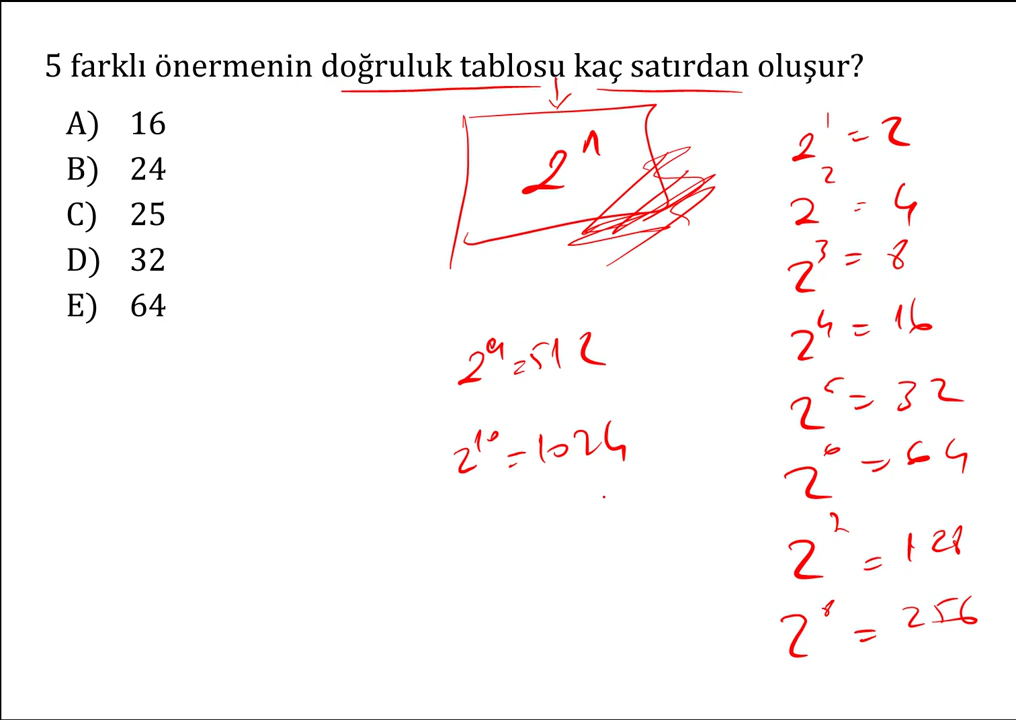 5 farklı önermenin doğruluk tablosu kaç satırdan oluşur?
A) 16
B) 24
C) 25
D) 32
E) 64
2^n
2^9 = 512
2^10 = 1024
2^1 = 2
2^2 = 4
2^3 = 8
2^4 = 16
2^5 = 32
2^6 = 64
2^7 = 128
2^8 = 256